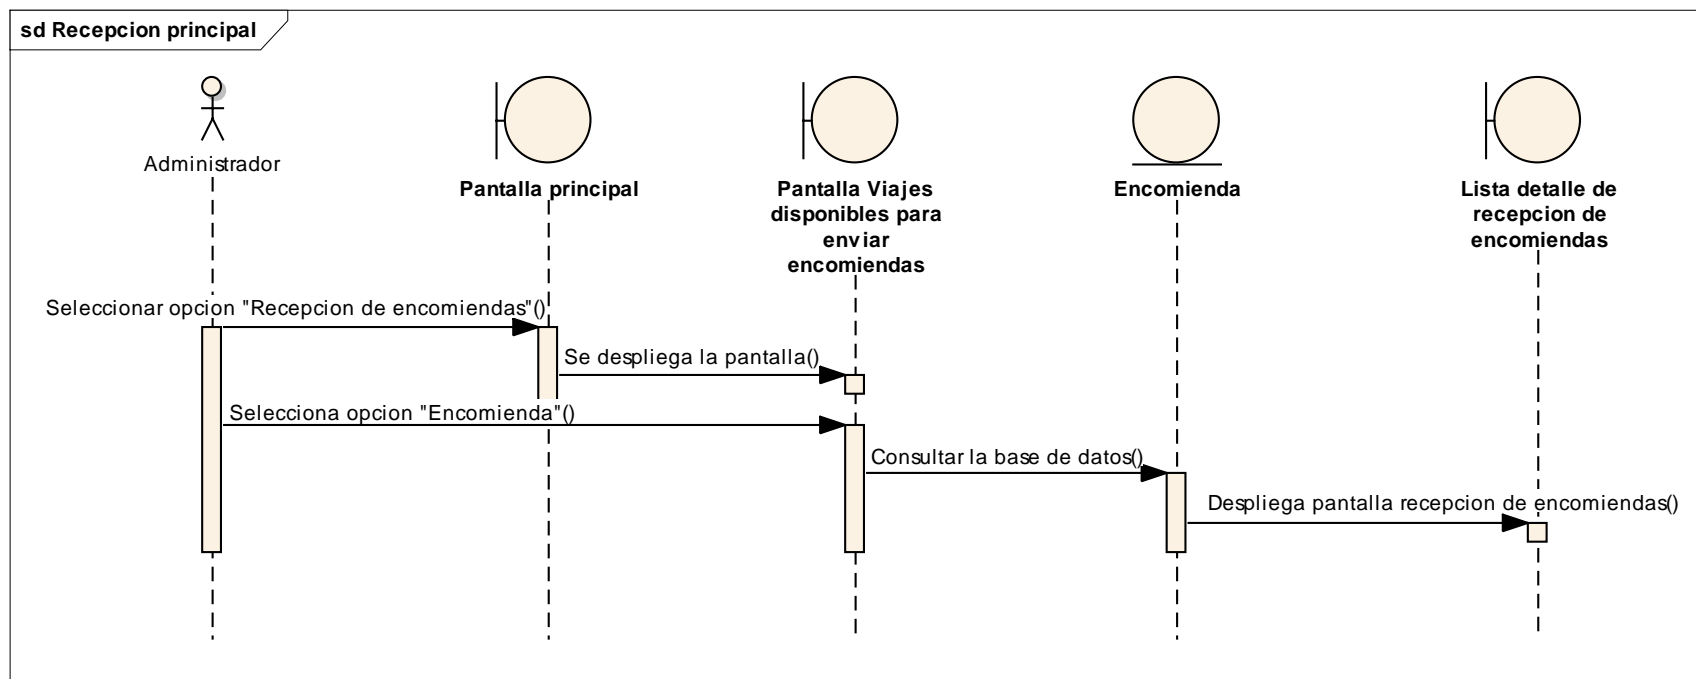 sd Recepcion principal
Administrador
Pantalla principal
Pantalla Viajes
disponibles para
enviar
encomiendas
Encomienda
Lista detalle de
recepcion de
encomiendas
Seleccionar opcion "Recepcion de encomiendas"()
Se despliega la pantalla()
Selecciona opcion "Encomienda"()
Consultar la base de datos()
Despliega pantalla recepcion de encomiendas()